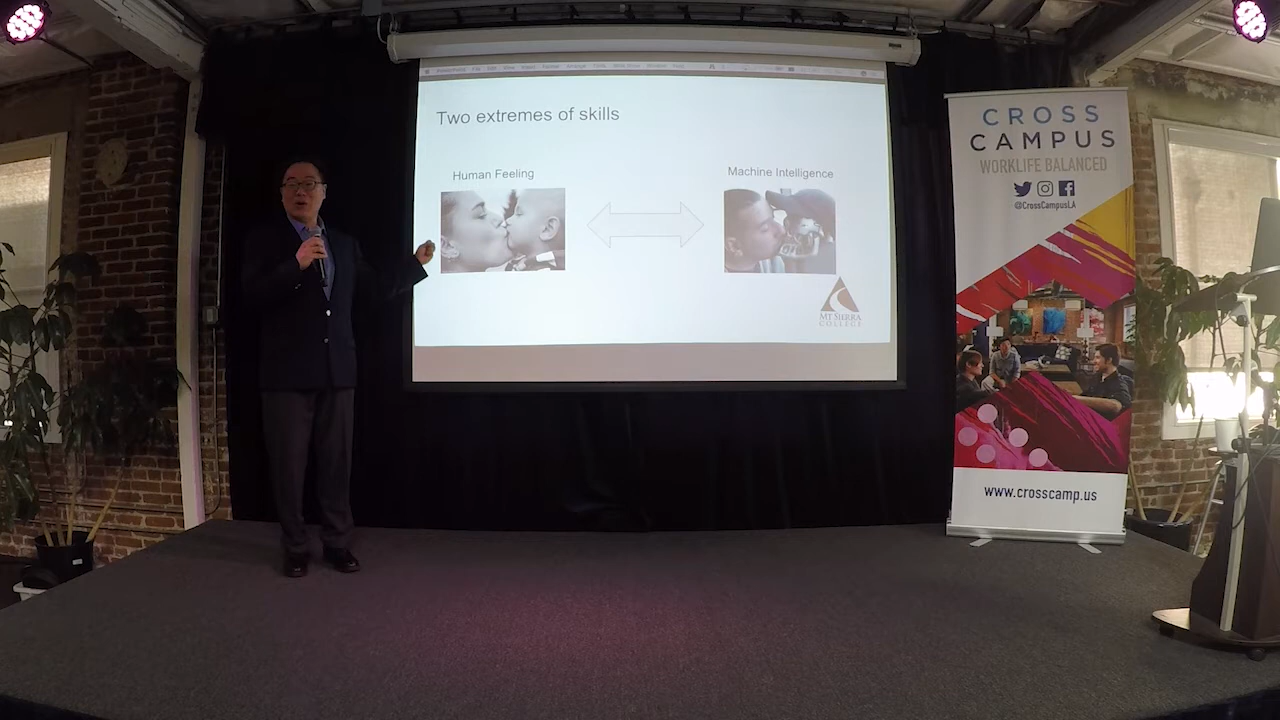 Two extremes of skills
Human Feeling
Machine Intelligence
MT SIERRA
COLLEGE
CROSS
CAMPUS
WORKLIFE BALANCED
@CrossCampusLA
www.crosscamp.us